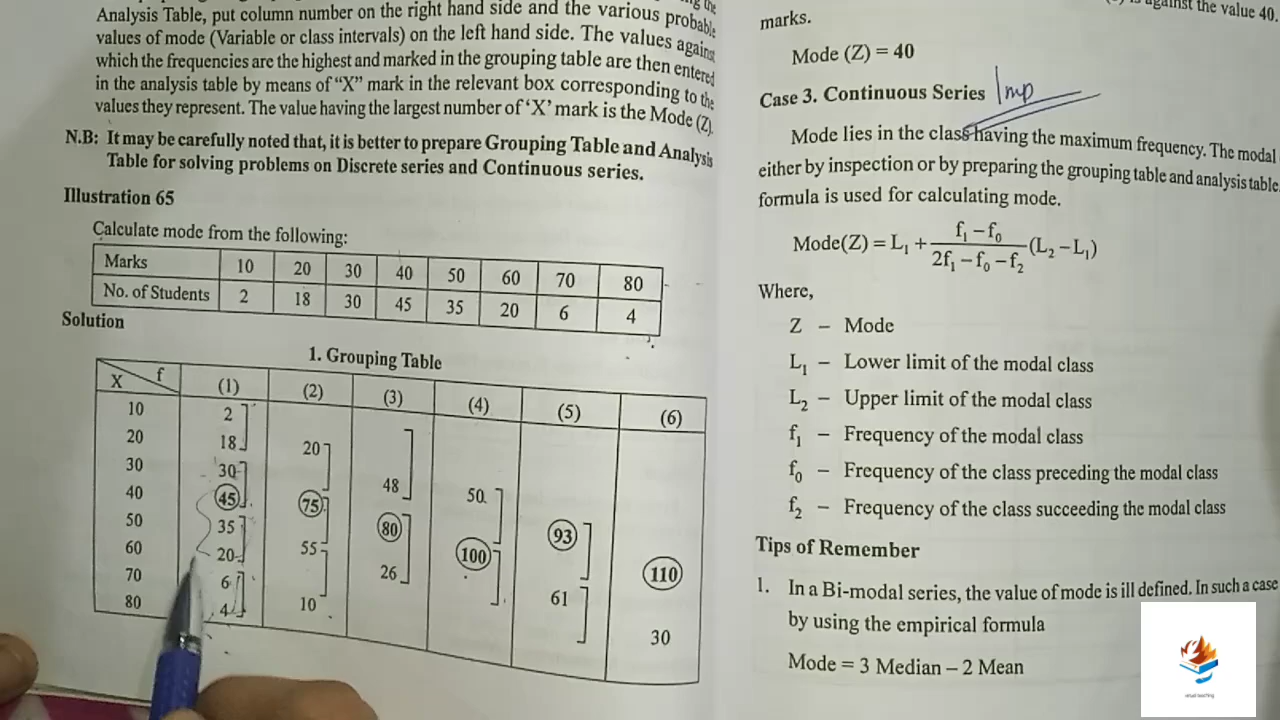 Analysis Table, put column number on the right hand side and the various probable
values of mode (Variable or class intervals) on the left hand side. The values against
which the frequencies are the highest and marked in the grouping table are then entered
in the analysis table by means of “X” mark in the relevant box corresponding to the
values they represent. The value having the largest number of ‘X’ mark is the Mode (Z).
N.B: It may be carefully noted that, it is better to prepare Grouping Table and Analysis
Table for solving problems on Discrete series and Continuous series.
Illustration 65
Calculate mode from the following:
Marks 10 20 30 40 50 60 70 80
No. of Students 2 18 30 45 35 20 6 4
Solution
1. Grouping Table
X f (1) (2) (3) (4) (5) (6)
10 2
20 18 20
30 30 48
40 45 75 50
50 35 80 93
60 20 55 100 110
70 6 26 61
80 4 10 30
against the value 40.
marks.
Mode (Z) = 40
Case 3. Continuous Series Imp
Mode lies in the class having the maximum frequency. The modal
either by inspection or by preparing the grouping table and analysis table.
formula is used for calculating mode.
Mode(Z) = L₁ + (f₁ – f₀)/(2f₁ – f₀ – f₂) (L₂ – L₁)
Where,
Z – Mode
L₁ – Lower limit of the modal class
L₂ – Upper limit of the modal class
f₁ – Frequency of the modal class
f₀ – Frequency of the class preceding the modal class
f₂ – Frequency of the class succeeding the modal class
Tips of Remember
1. In a Bi-modal series, the value of mode is ill defined. In such a case
by using the empirical formula
Mode = 3 Median – 2 Mean